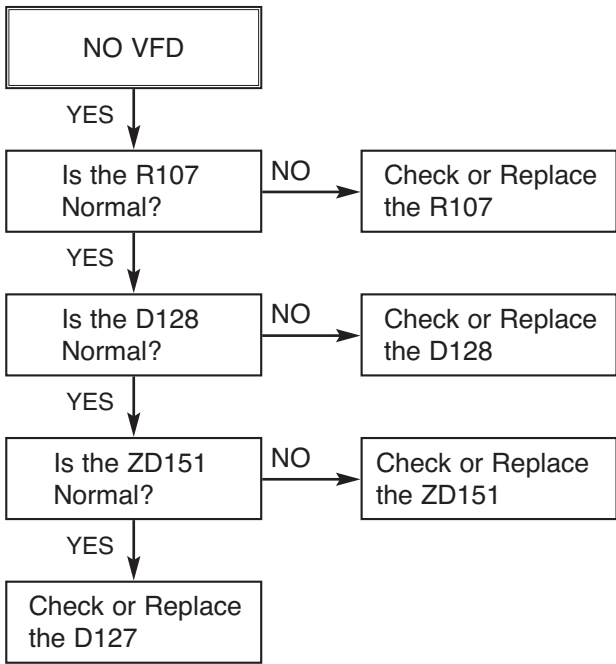 NO VFD
YES
Is the R107
Normal?
NO
Check or Replace
the R107
YES
Is the D128
Normal?
NO
Check or Replace
the D128
YES
Is the ZD151
Normal?
NO
Check or Replace
the ZD151
YES
Check or Replace
the D127